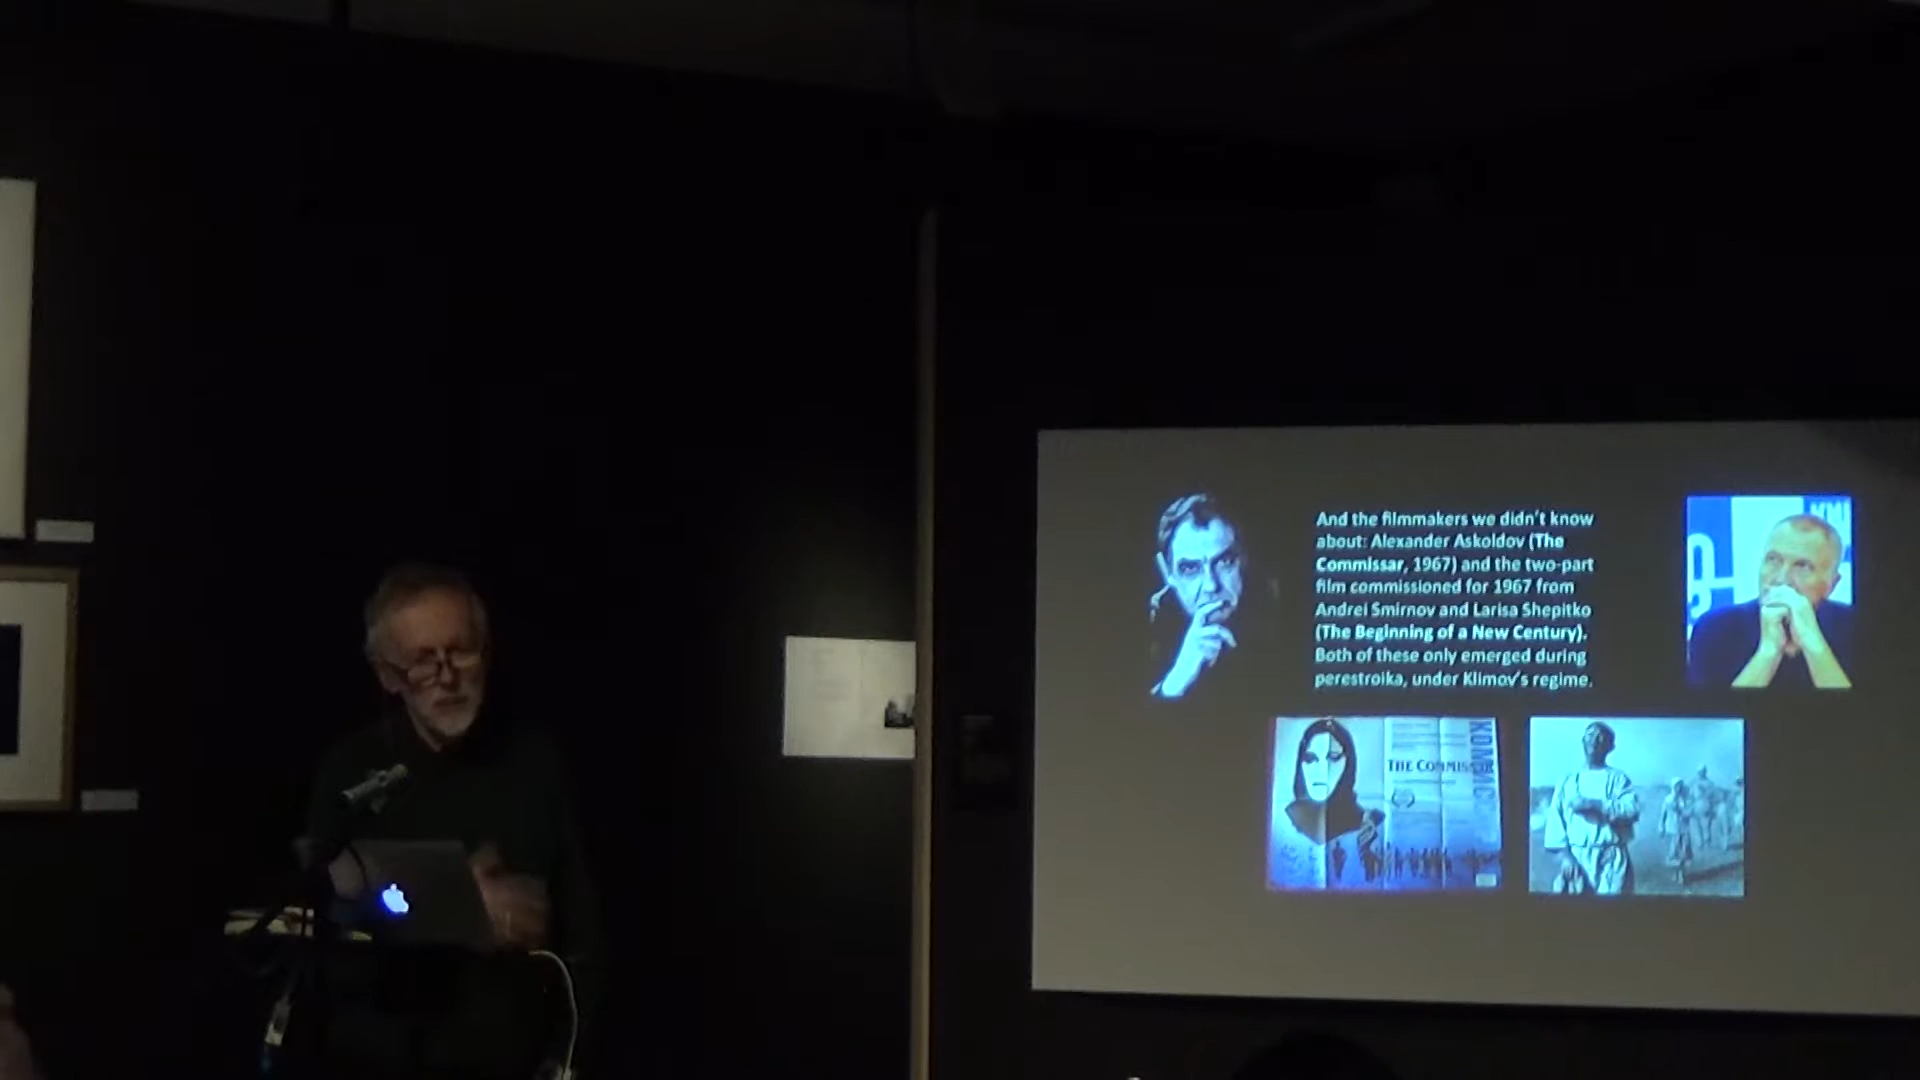 And the filmmakers we didn't know
about: Alexander Askoldov (The
Commissar, 1967) and the two-part
film commissioned for 1967 from
Andrei Smirnov and Larisa Shepitko
(The Beginning of a New Century).
Both of these only emerged during
perestroika, under Klimov's regime.
THE COMMISSAR